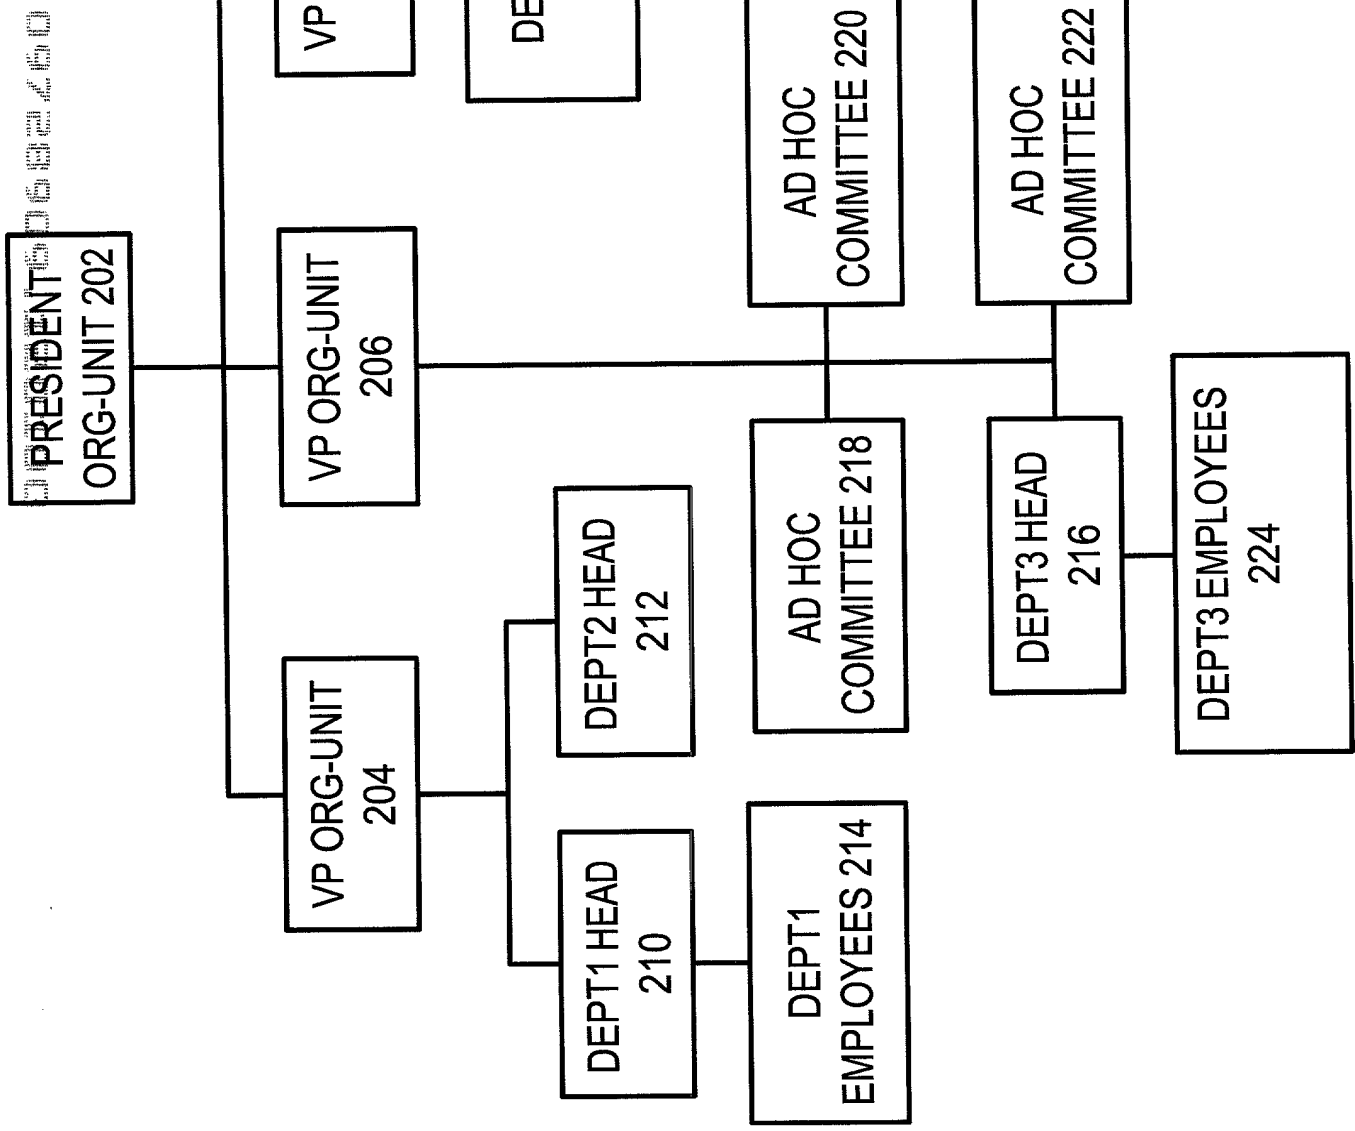 PRESIDENT
ORG-UNIT 202
VP ORG-UNIT
204
VP ORG-UNIT
206
VP
DEPT1 HEAD
210
DEPT2 HEAD
212
DE
DEPT1
EMPLOYEES 214
AD HOC
COMMITTEE 218
AD HOC
COMMITTEE 220
DEPT3 HEAD
216
AD HOC
COMMITTEE 222
DEPT3 EMPLOYEES
224